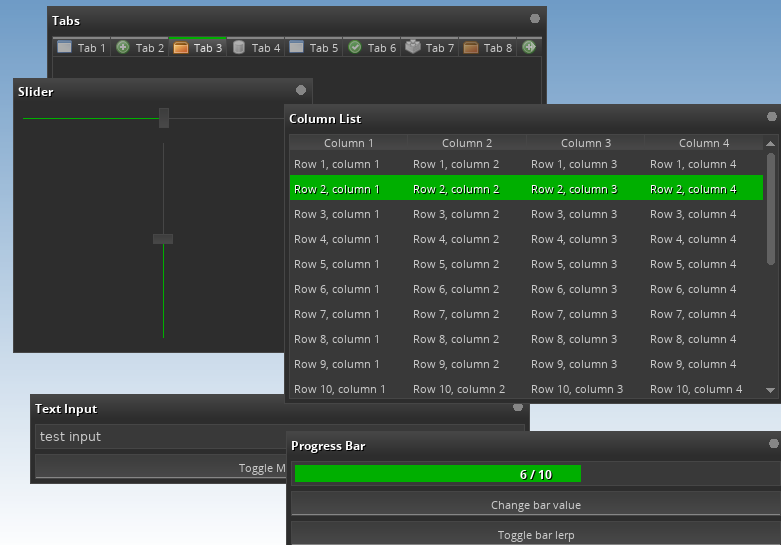 Tabs
Tab 1 Tab 2 Tab 3 Tab 4 Tab 5 Tab 6 Tab 7 Tab 8
Slider
Column List
Column 1 Column 2 Column 3 Column 4
Row 1, column 1 Row 1, column 2 Row 1, column 3 Row 1, column 4
Row 2, column 1 Row 2, column 2 Row 2, column 3 Row 2, column 4
Row 3, column 1 Row 3, column 2 Row 3, column 3 Row 3, column 4
Row 4, column 1 Row 4, column 2 Row 4, column 3 Row 4, column 4
Row 5, column 1 Row 5, column 2 Row 5, column 3 Row 5, column 4
Row 6, column 1 Row 6, column 2 Row 6, column 3 Row 6, column 4
Row 7, column 1 Row 7, column 2 Row 7, column 3 Row 7, column 4
Row 8, column 1 Row 8, column 2 Row 8, column 3 Row 8, column 4
Row 9, column 1 Row 9, column 2 Row 9, column 3 Row 9, column 4
Row 10, column 1 Row 10, column 2 Row 10, column 3 Row 10, column 4
Text Input
test input
Toggle M
Progress Bar
6 / 10
Change bar value
Toggle bar lerp